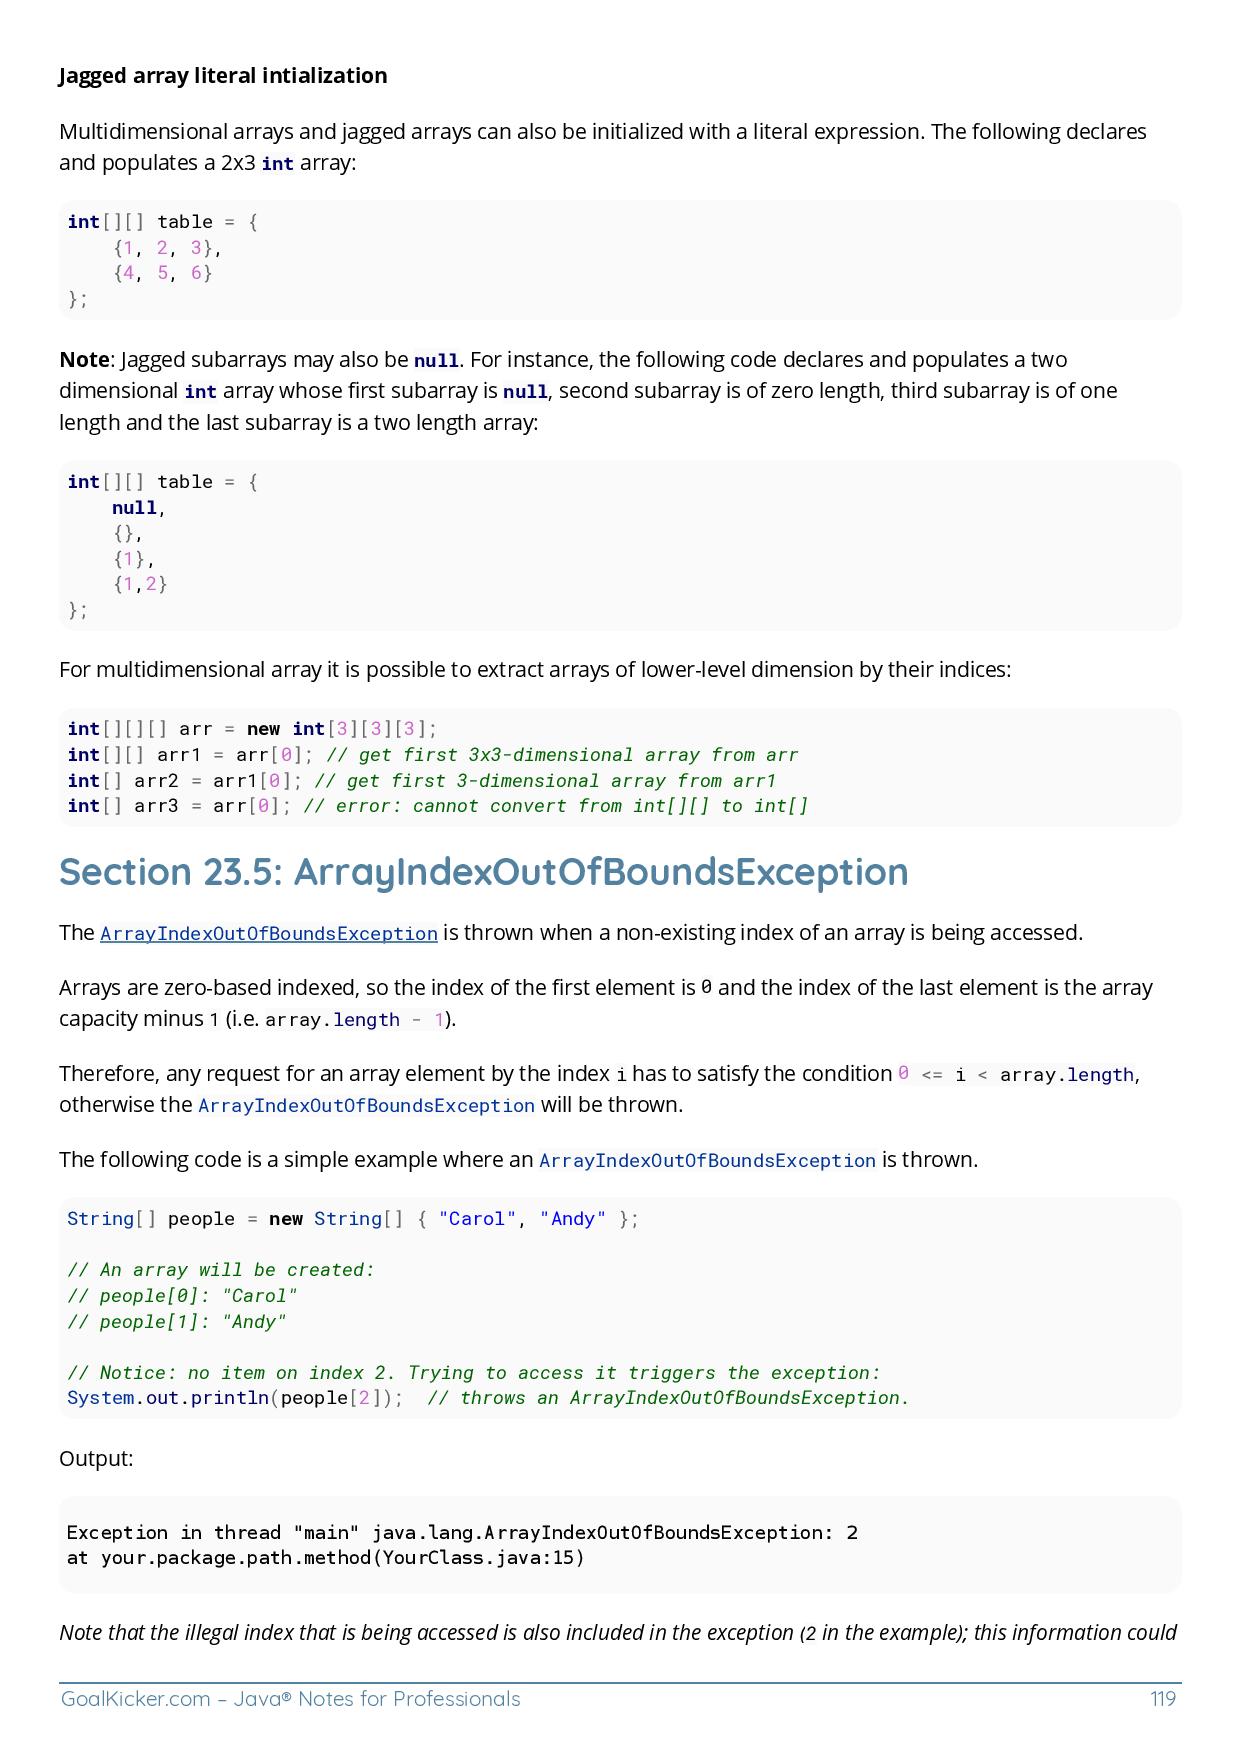 Jagged array literal intialization
Multidimensional arrays and jagged arrays can also be initialized with a literal expression. The following declares
and populates a 2x3 int array:
int[][] table = {
    {1, 2, 3},
    {4, 5, 6}
};
Note: Jagged subarrays may also be null. For instance, the following code declares and populates a two
dimensional int array whose first subarray is null, second subarray is of zero length, third subarray is of one
length and the last subarray is a two length array:
int[][] table = {
    null,
    {},
    {1},
    {1,2}
};
For multidimensional array it is possible to extract arrays of lower-level dimension by their indices:
int[][][] arr = new int[3][3][3];
int[][] arr1 = arr[0]; // get first 3x3-dimensional array from arr
int[] arr2 = arr1[0]; // get first 3-dimensional array from arr1
int[] arr3 = arr[0]; // error: cannot convert from int[][] to int[]
Section 23.5: ArrayIndexOutOfBoundsException
The ArrayIndexOutOfBoundsException is thrown when a non-existing index of an array is being accessed.
Arrays are zero-based indexed, so the index of the first element is 0 and the index of the last element is the array
capacity minus 1 (i.e. array.length - 1).
Therefore, any request for an array element by the index i has to satisfy the condition 0 <= i < array.length,
otherwise the ArrayIndexOutOfBoundsException will be thrown.
The following code is a simple example where an ArrayIndexOutOfBoundsException is thrown.
String[] people = new String[] { "Carol", "Andy" };
// An array will be created:
// people[0]: "Carol"
// people[1]: "Andy"
// Notice: no item on index 2. Trying to access it triggers the exception:
System.out.println(people[2]);  // throws an ArrayIndexOutOfBoundsException.
Output:
Exception in thread "main" java.lang.ArrayIndexOutOfBoundsException: 2
at your.package.path.method(YourClass.java:15)
Note that the illegal index that is being accessed is also included in the exception (2 in the example); this information could
GoalKicker.com – Java® Notes for Professionals 119